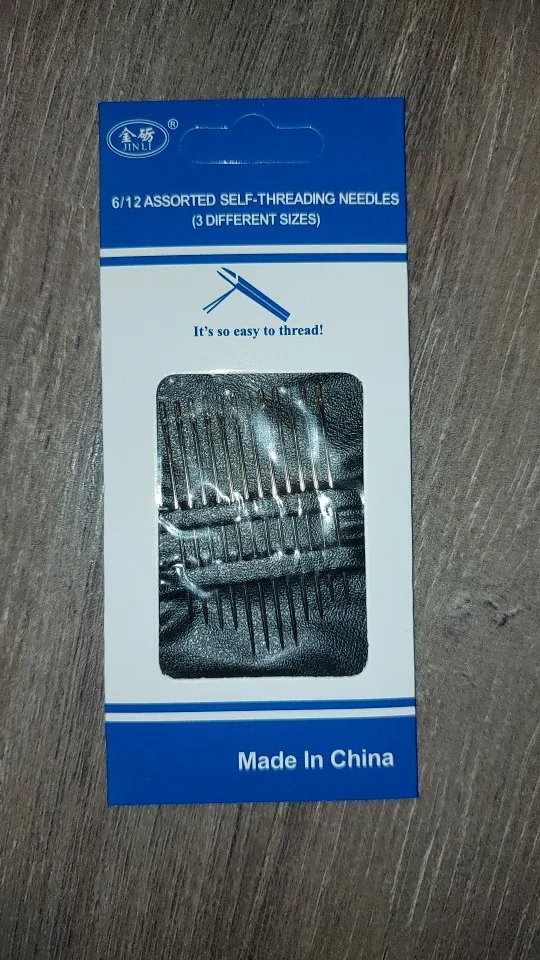 金砺
JINLI
®
6/12 ASSORTED SELF-THREADING NEEDLES
(3 DIFFERENT SIZES)
It's so easy to thread!
Made In China